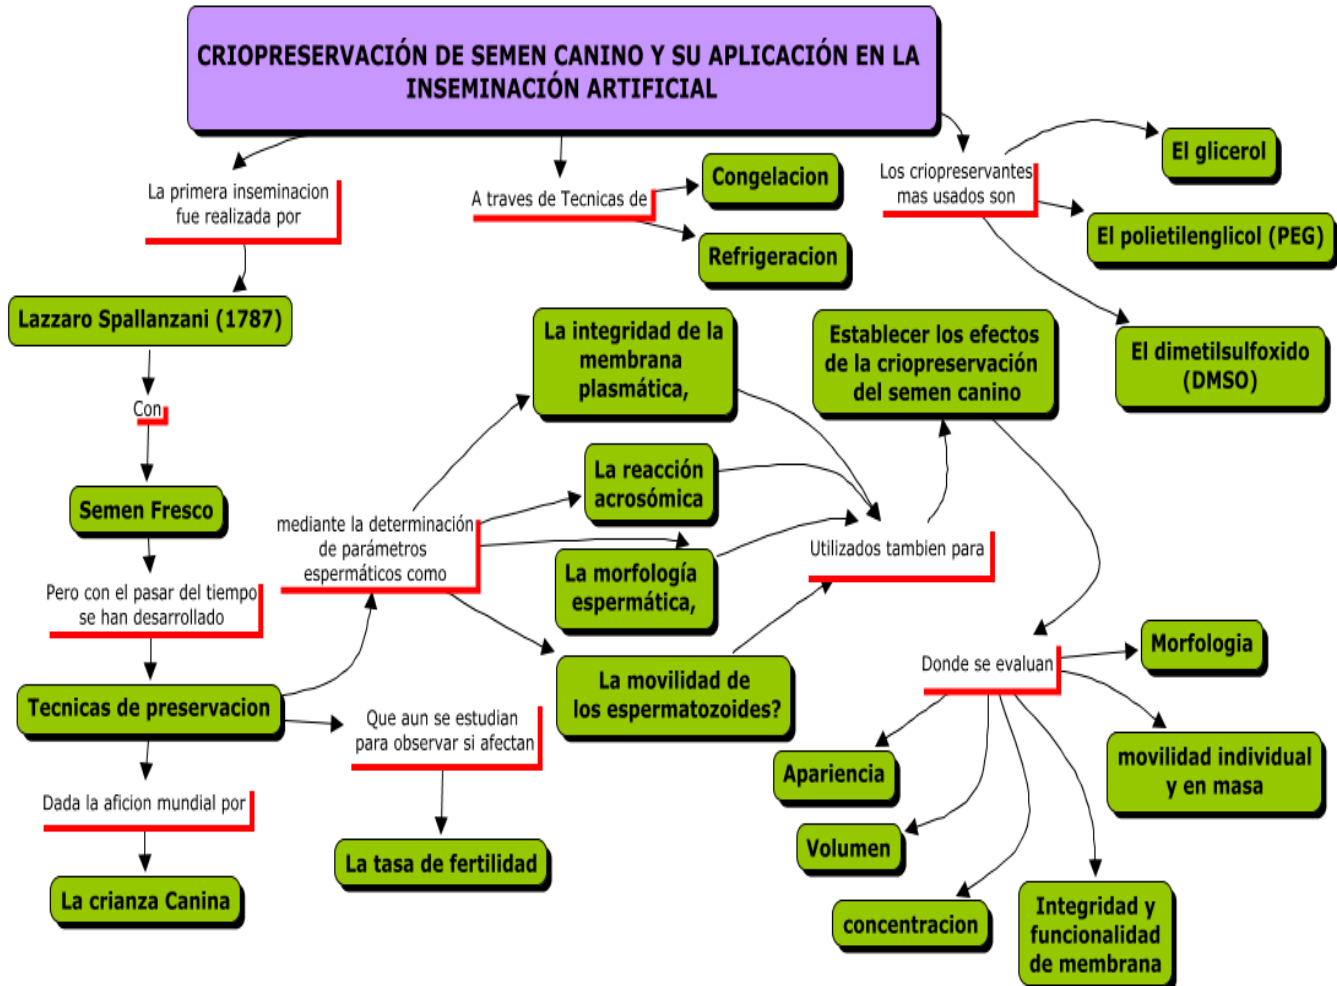 CRIOPRESERVACIÓN DE SEMEN CANINO Y SU APLICACIÓN EN LA
INSEMINACIÓN ARTIFICIAL
La primera inseminacion
fue realizada por
Lazzaro Spallanzani (1787)
Con
Semen Fresco
Pero con el pasar del tiempo
se han desarrollado
Tecnicas de preservacion
Dada la aficion mundial por
La crianza Canina
Que aun se estudian
para observar si afectan
La tasa de fertilidad
mediante la determinación
de parámetros
espermáticos como
La integridad de la
membrana
plasmática,
La reacción
acrosómica
La morfología
espermática,
La movilidad de
los espermatozoides?
Utilizados tambien para
Establecer los efectos
de la criopreservación
del semen canino
Donde se evaluan
Morfologia
movilidad individual
y en masa
Integridad y
funcionalidad
de membrana
concentracion
Volumen
Apariencia
A traves de Tecnicas de
Congelacion
Refrigeracion
Los criopreservantes
mas usados son
El glicerol
El polietilenglicol (PEG)
El dimetilsulfoxido
(DMSO)